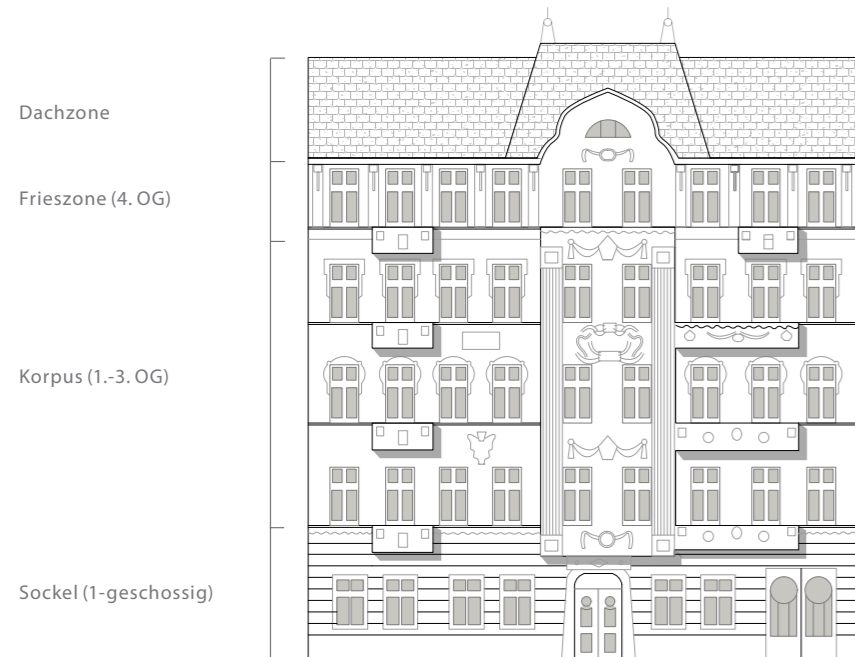 Dachzone
Frieszone (4. OG)
Korpus (1.-3. OG)
Sockel (1-geschossig)